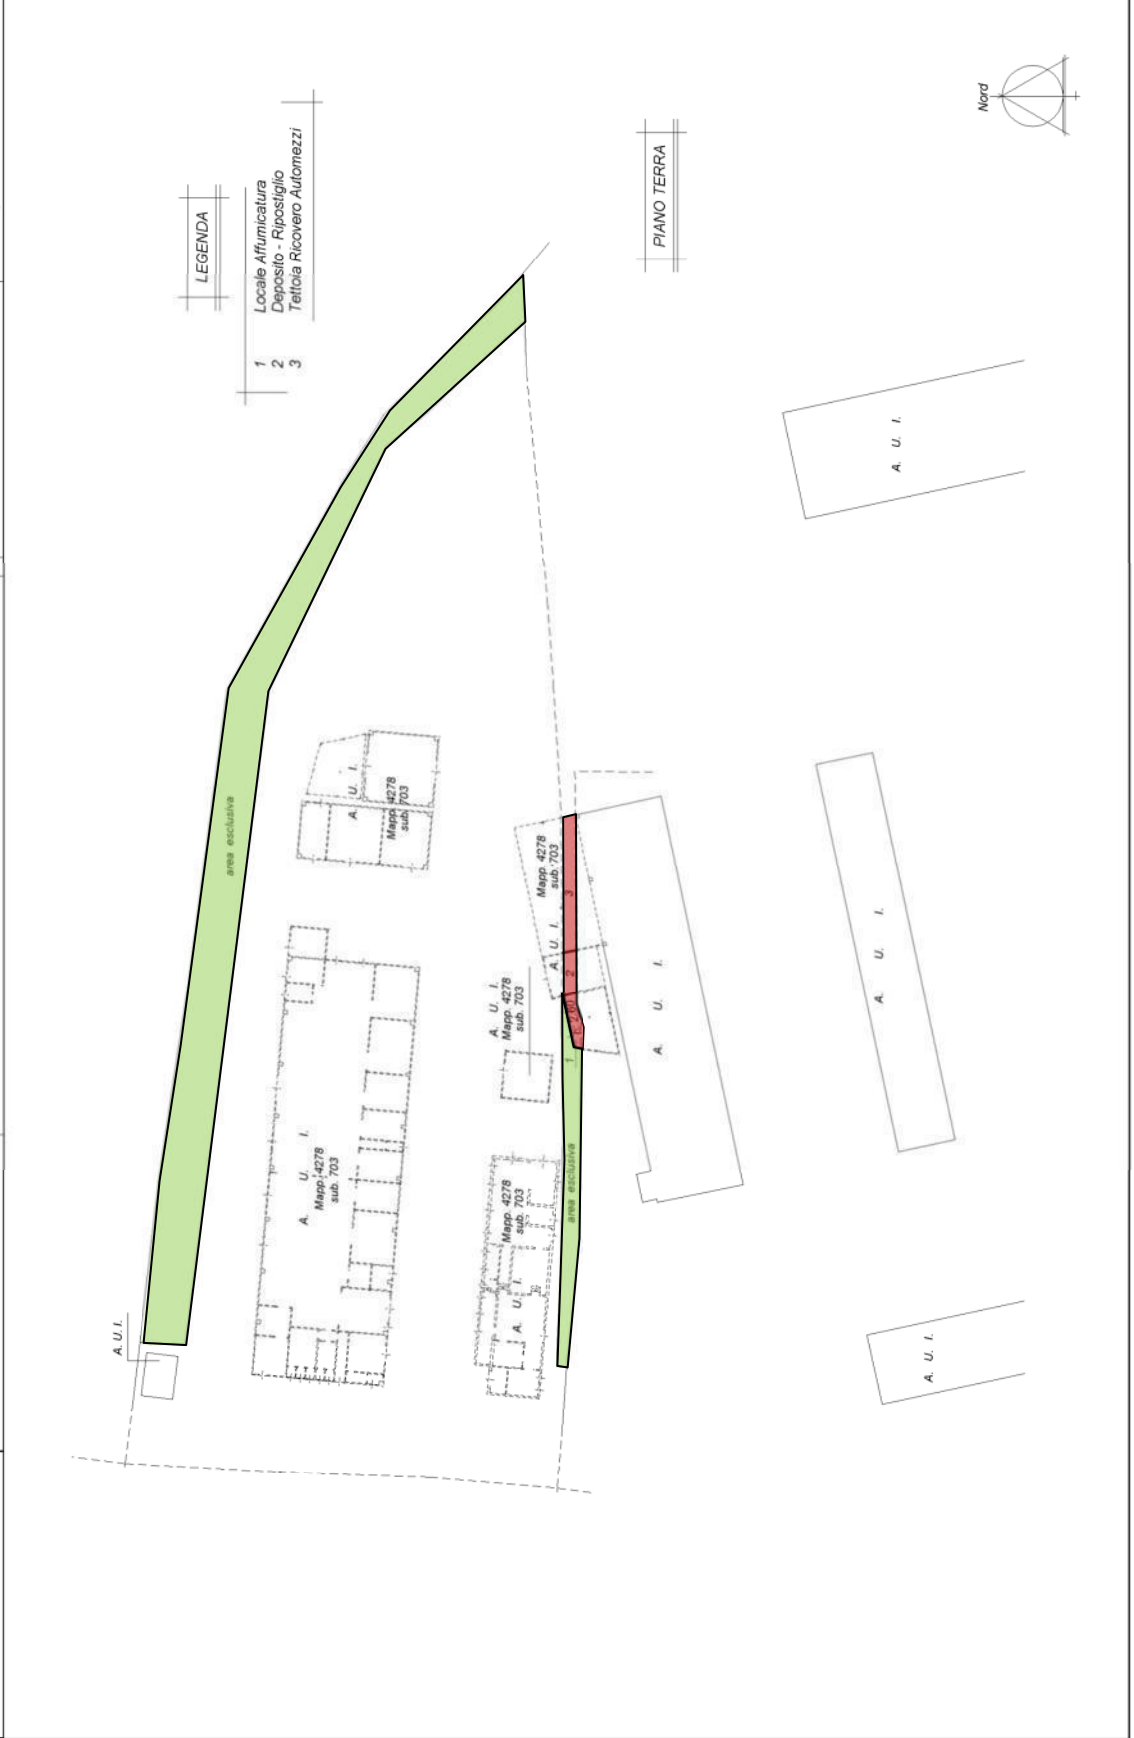 Nord
LEGENDA
1 Locale Affumicatura
2 Deposito - Ripostiglio
3 Tettoia Ricovero Automezzi
PIANO TERRA
A. U. I.
area esclusiva
A. U. I.
Mapp. 4278
sub. 703
A. U. I.
Mapp. 4278
sub. 703
3
2
1
A. U. I.
Mapp. 4278
sub. 703
A. U. I.
A. U. I.
A. U. I.
Mapp. 4278
sub. 703
area esclusiva
A. U. I.
Mapp. 4278
sub. 703
A.U.I.
A. U. I.